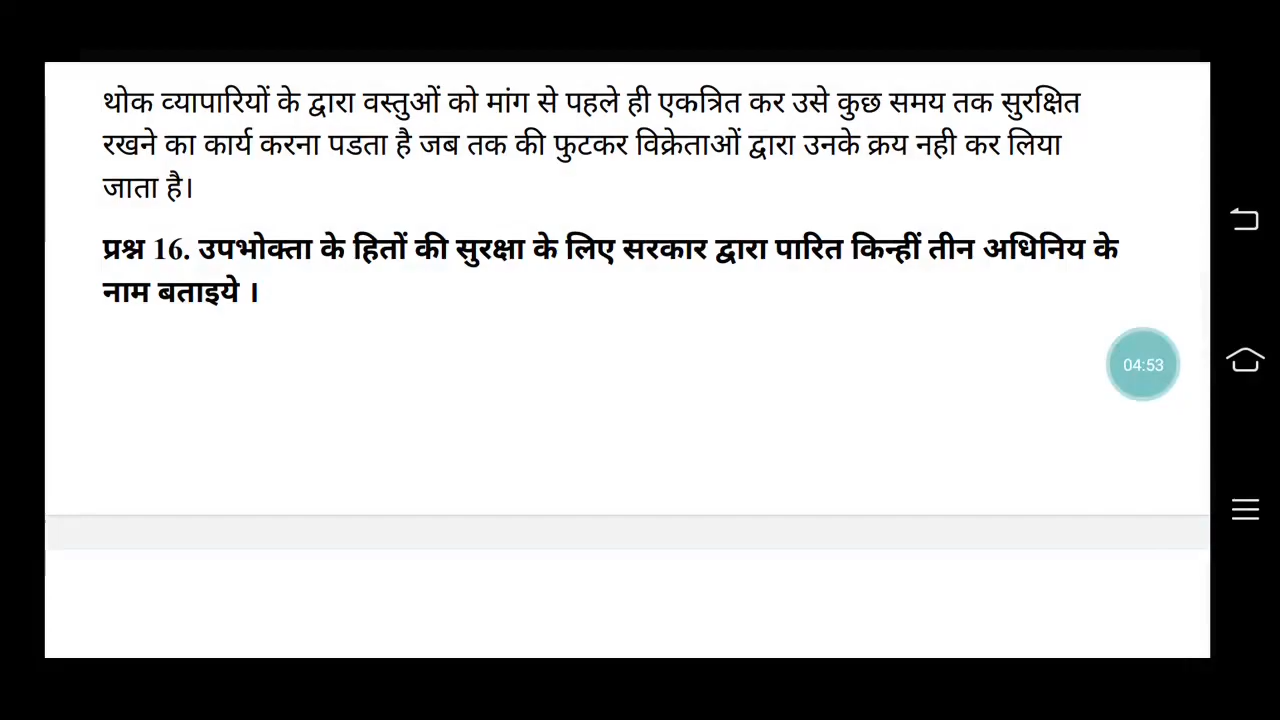 थोक व्यापारियों के द्वारा वस्तुओं को मांग से पहले ही एकत्रित कर उसे कुछ समय तक सुरक्षित
रखने का कार्य करना पडता है जब तक की फुटकर विक्रेताओं द्वारा उनके क्रय नही कर लिया
जाता है।
प्रश्न 16. उपभोक्ता के हितों की सुरक्षा के लिए सरकार द्वारा पारित किन्हीं तीन अधिनिय के
नाम बताइये ।
04:53